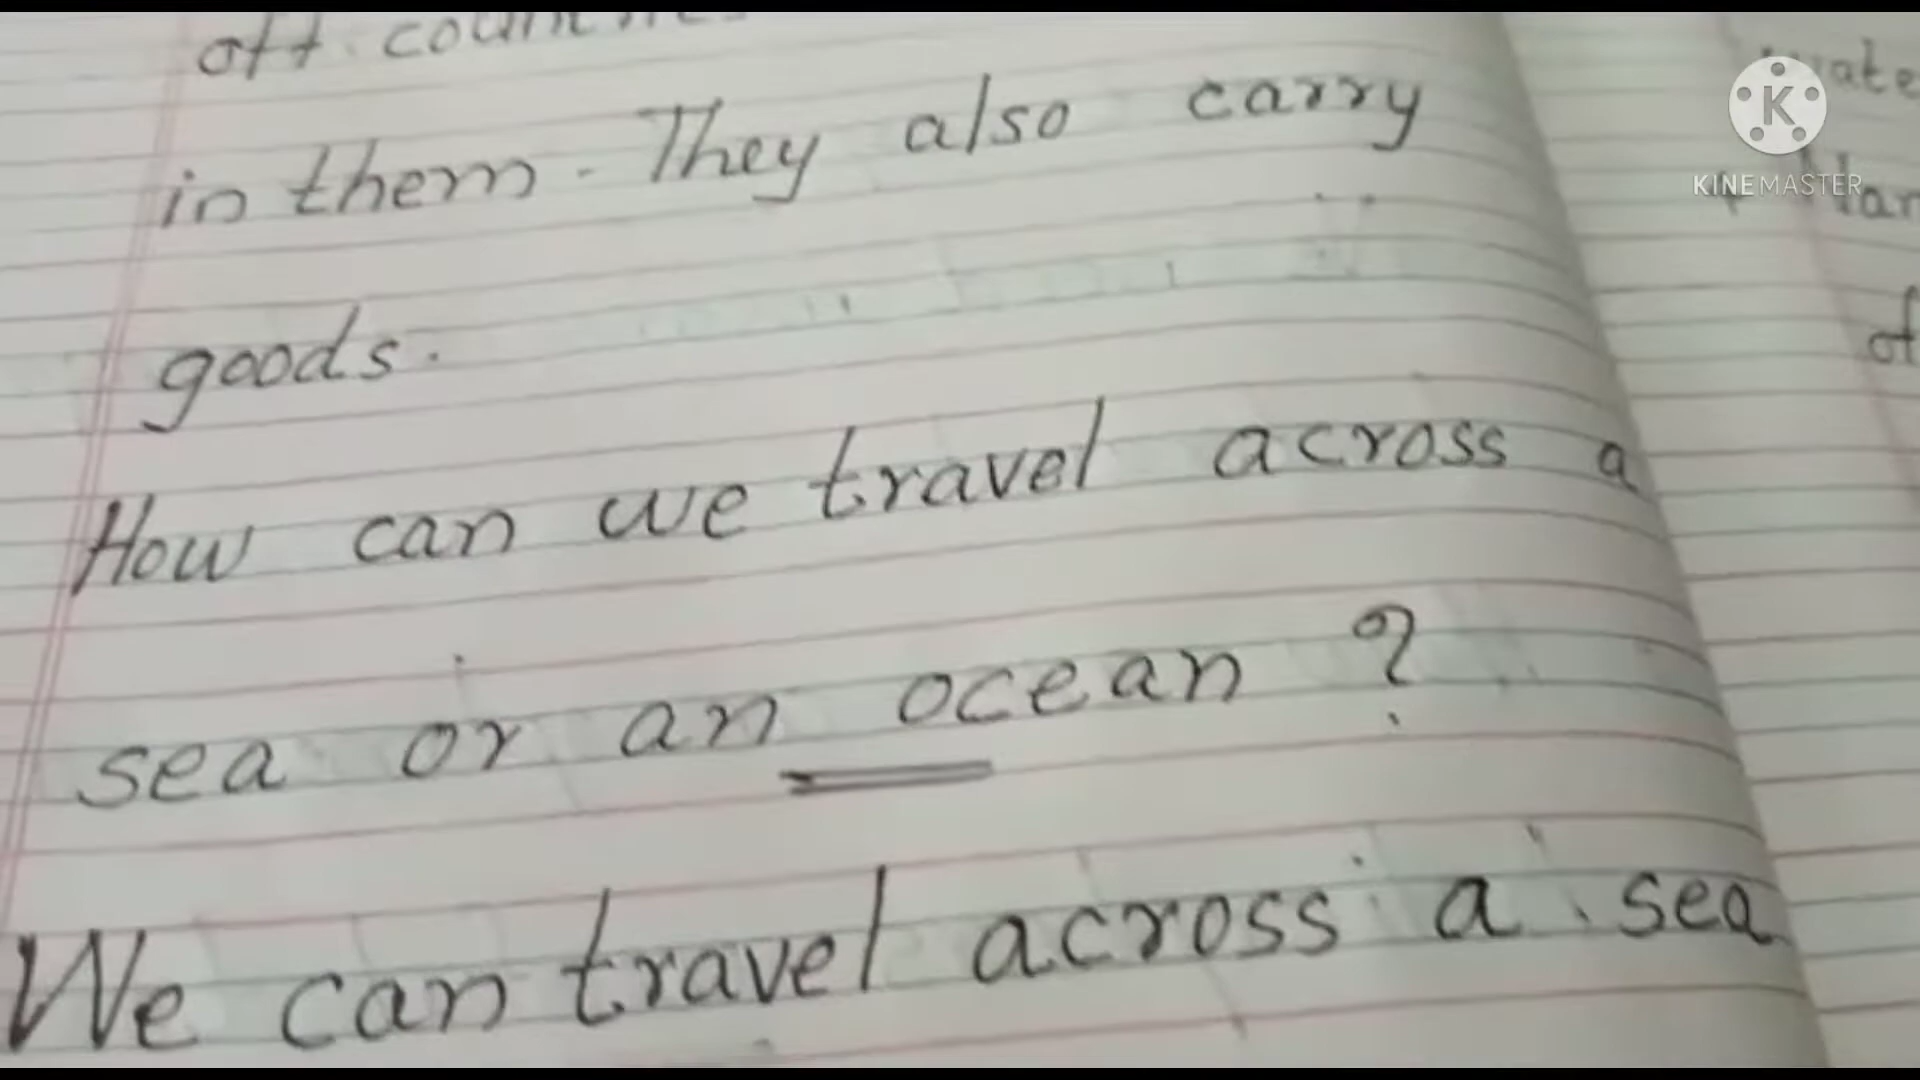 in them. They also carry
goods.
How can we travel across a
sea or an ocean ?
We can travel across a sea
of
K
KINEMASTER